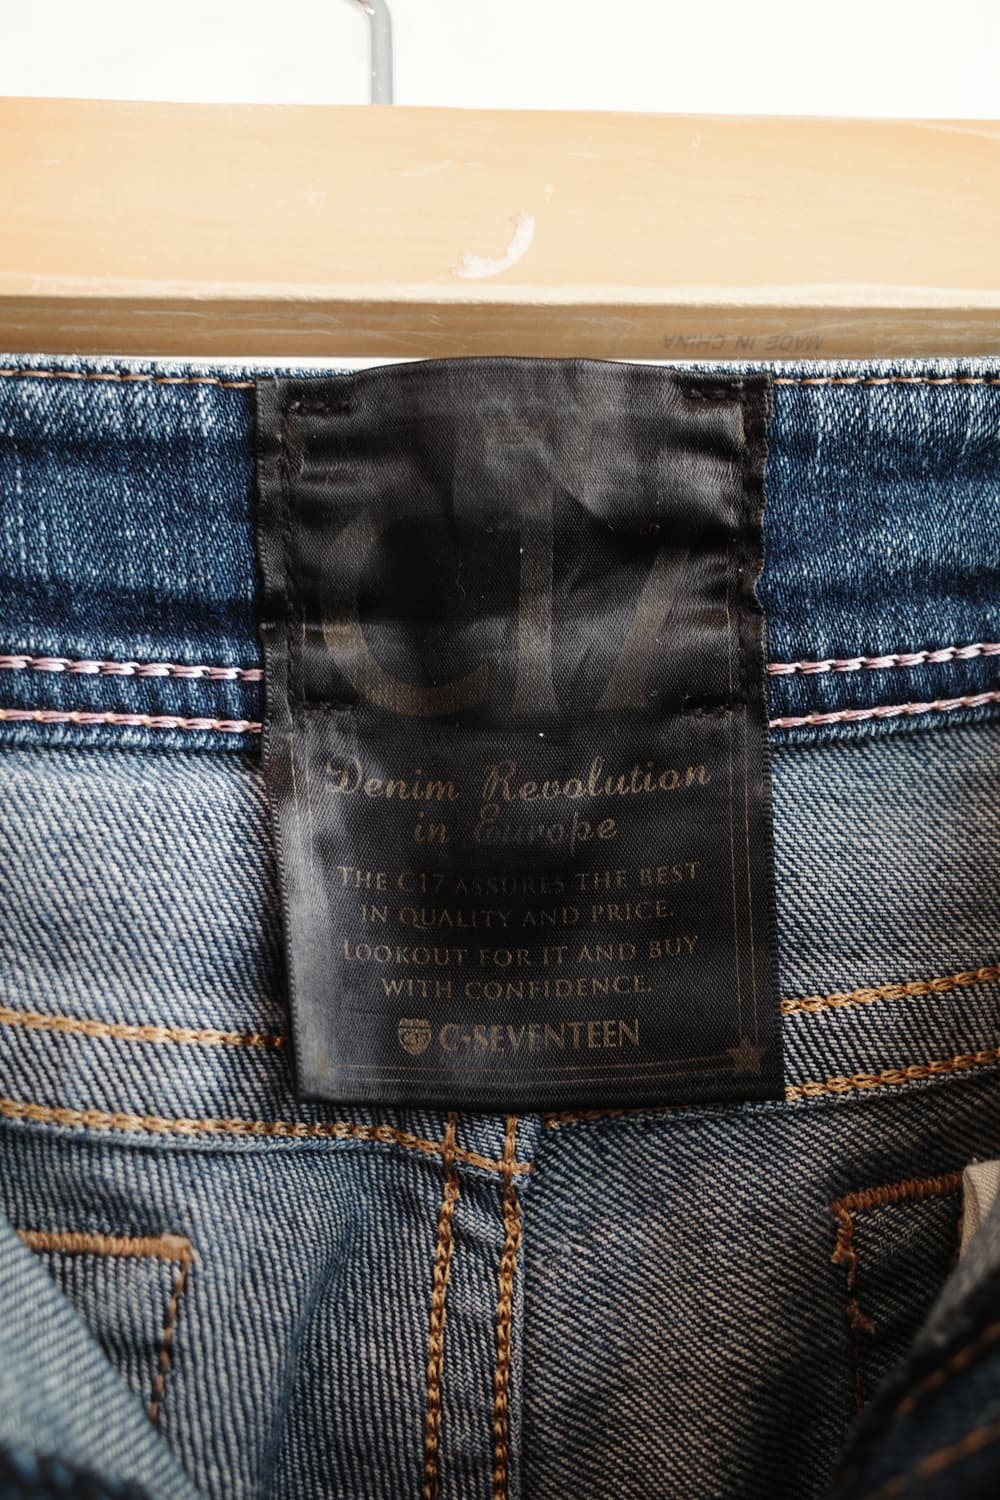 MADE IN CHINA
C17
Denim Revolution
in Europe
THE C17 ASSURES THE BEST
IN QUALITY AND PRICE.
LOOKOUT FOR IT AND BUY
WITH CONFIDENCE.
C·SEVENTEEN